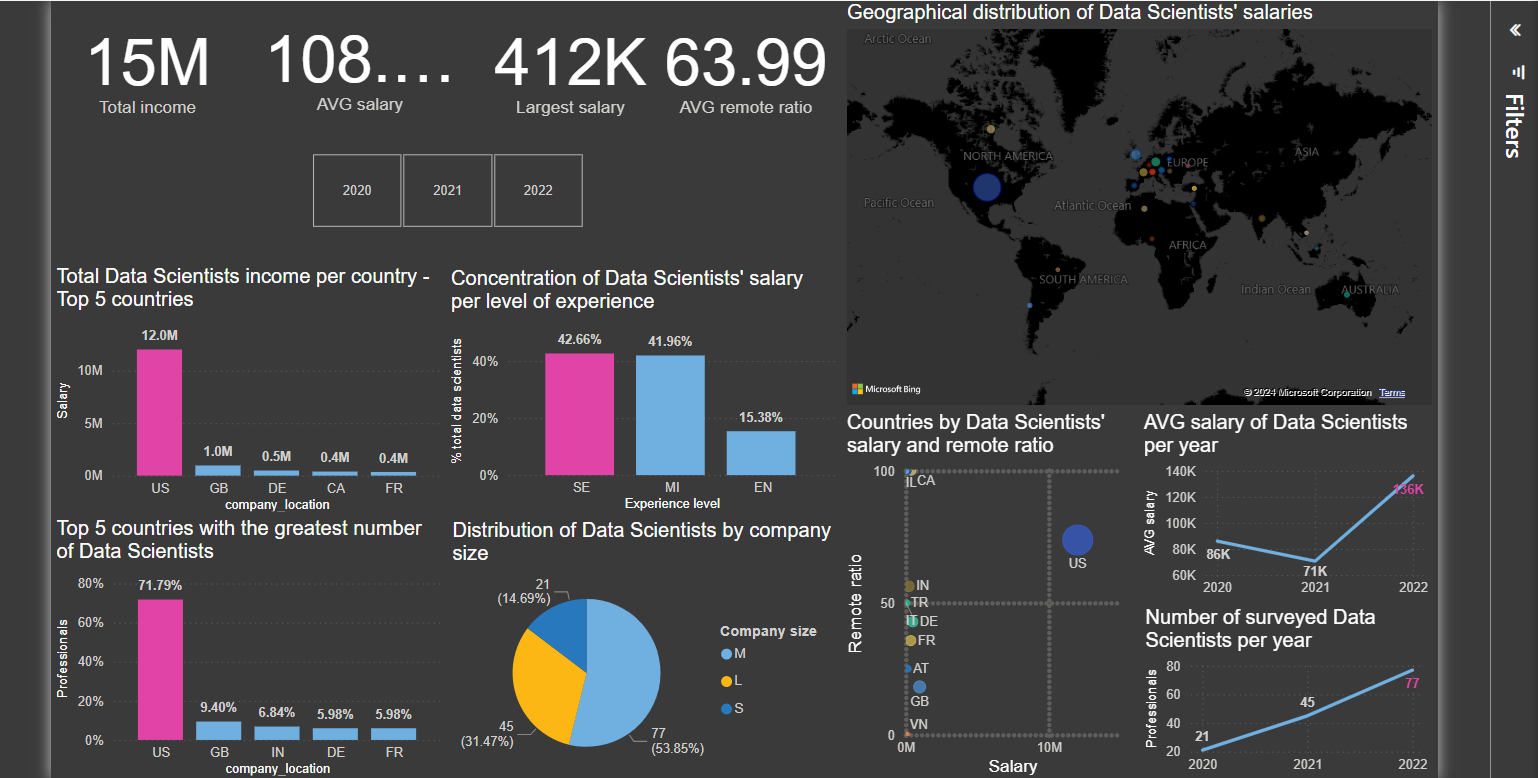 15M
Total income
108....
AVG salary
412K
Largest salary
63.99
AVG remote ratio
2020
2021
2022
Geographical distribution of Data Scientists' salaries
Arctic Ocean
NORTH AMERICA
EUROPE
ASIA
Pacific Ocean
Atlantic Ocean
AFRICA
SOUTH AMERICA
Indian Ocean
AUSTRALIA
Microsoft Bing
© 2024 Microsoft Corporation Terms
Filters
Total Data Scientists income per country -
Top 5 countries
Salary
10M
5M
0M
12.0M
1.0M
0.5M
0.4M
0.4M
US
GB
DE
CA
FR
company_location
Concentration of Data Scientists' salary
per level of experience
% total data scientists
40%
20%
0%
42.66%
41.96%
15.38%
SE
MI
EN
Experience level
Top 5 countries with the greatest number
of Data Scientists
Professionals
80%
60%
40%
20%
0%
71.79%
9.40%
6.84%
5.98%
5.98%
US
GB
IN
DE
FR
company_location
Distribution of Data Scientists by company
size
21
(14.69%)
45
(31.47%)
77
(53.85%)
Company size
M
L
S
Countries by Data Scientists'
salary and remote ratio
Remote ratio
100
50
0
IL
CA
US
IN
TR
IT
DE
FR
AT
GB
VN
0M
10M
Salary
AVG salary of Data Scientists
per year
AVG salary
140K
120K
100K
80K
60K
86K
71K
136K
2020
2021
2022
Number of surveyed Data
Scientists per year
Professionals
80
60
40
20
21
45
77
2020
2021
2022